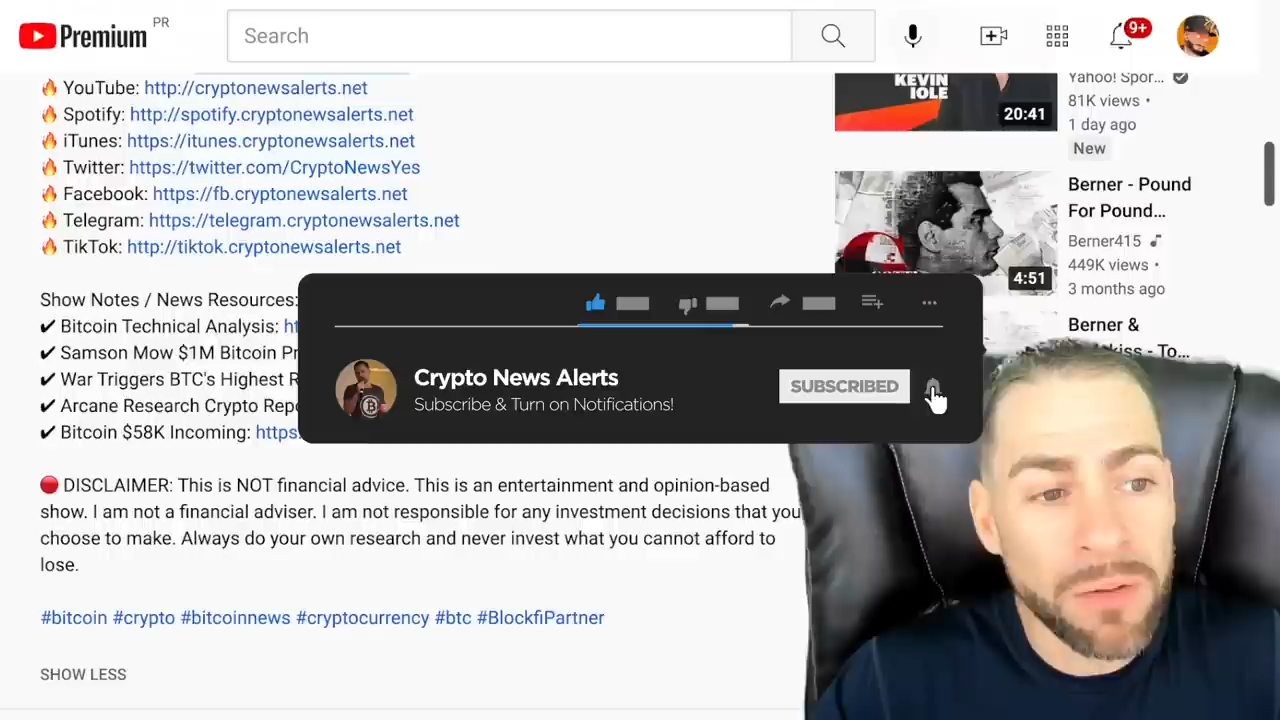 Premium PR
Search
9+
🔥 YouTube: http://cryptonewsalerts.net
🔥 Spotify: http://spotify.cryptonewsalerts.net
🔥 iTunes: https://itunes.cryptonewsalerts.net
🔥 Twitter: https://twitter.com/CryptoNewsYes
🔥 Facebook: https://fb.cryptonewsalerts.net
🔥 Telegram: https://telegram.cryptonewsalerts.net
🔥 TikTok: http://tiktok.cryptonewsalerts.net
Show Notes / News Resources:
✔ Bitcoin Technical Analysis: ht
✔ Samson Mow $1M Bitcoin Pr
✔ War Triggers BTC's Highest R
✔ Arcane Research Crypto Repo
✔ Bitcoin $58K Incoming: https:
Crypto News Alerts
Subscribe & Turn on Notifications!
SUBSCRIBED
🔴 DISCLAIMER: This is NOT financial advice. This is an entertainment and opinion-based
show. I am not a financial adviser. I am not responsible for any investment decisions that you
choose to make. Always do your own research and never invest what you cannot afford to
lose.
#bitcoin #crypto #bitcoinnews #cryptocurrency #btc #BlockfiPartner
SHOW LESS
KEVIN
IOLE
20:41
Yahoo! Spor...
81K views •
1 day ago
New
4:51
Berner - Pound
For Pound...
Berner415
449K views •
3 months ago
Berner &
kiss - To...